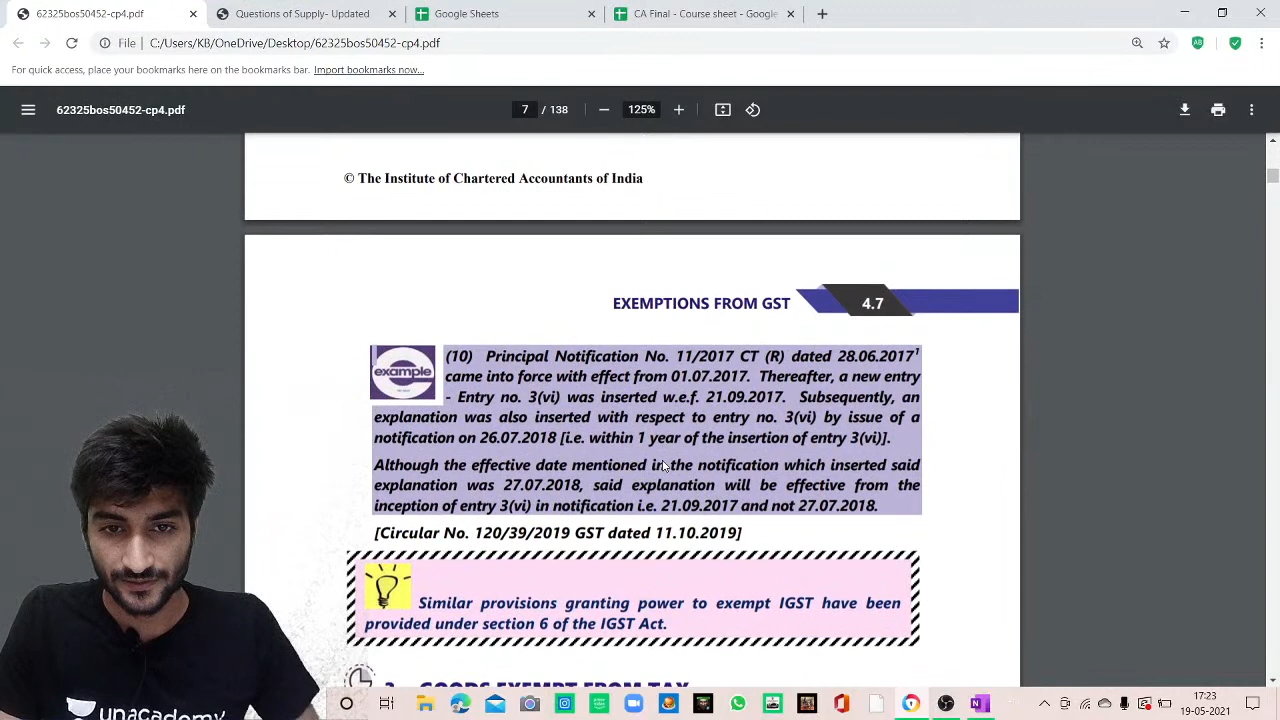 62325bos50452-cp4.pdf
Questions of Supply- Updated
Google Sheets
CA Final - Course sheet - Google
File
C:/Users/KB/OneDrive/Desktop/62325bos50452-cp4.pdf
For quick access, place your bookmarks here on the bookmarks bar. Import bookmarks now...
62325bos50452-cp4.pdf
7 / 138
125%
© The Institute of Chartered Accountants of India
EXEMPTIONS FROM GST
4.7
example
(10) Principal Notification No. 11/2017 CT (R) dated 28.06.2017¹
came into force with effect from 01.07.2017. Thereafter, a new entry
- Entry no. 3(vi) was inserted w.e.f. 21.09.2017. Subsequently, an
explanation was also inserted with respect to entry no. 3(vi) by issue of a
notification on 26.07.2018 [i.e. within 1 year of the insertion of entry 3(vi)].
Although the effective date mentioned in the notification which inserted said
explanation was 27.07.2018, said explanation will be effective from the
inception of entry 3(vi) in notification i.e. 21.09.2017 and not 27.07.2018.
[Circular No. 120/39/2019 GST dated 11.10.2019]
Similar provisions granting power to exempt IGST have been
provided under section 6 of the IGST Act.
GOODS EXEMPT FROM TAX
unacademy
17:23
19-05-2021